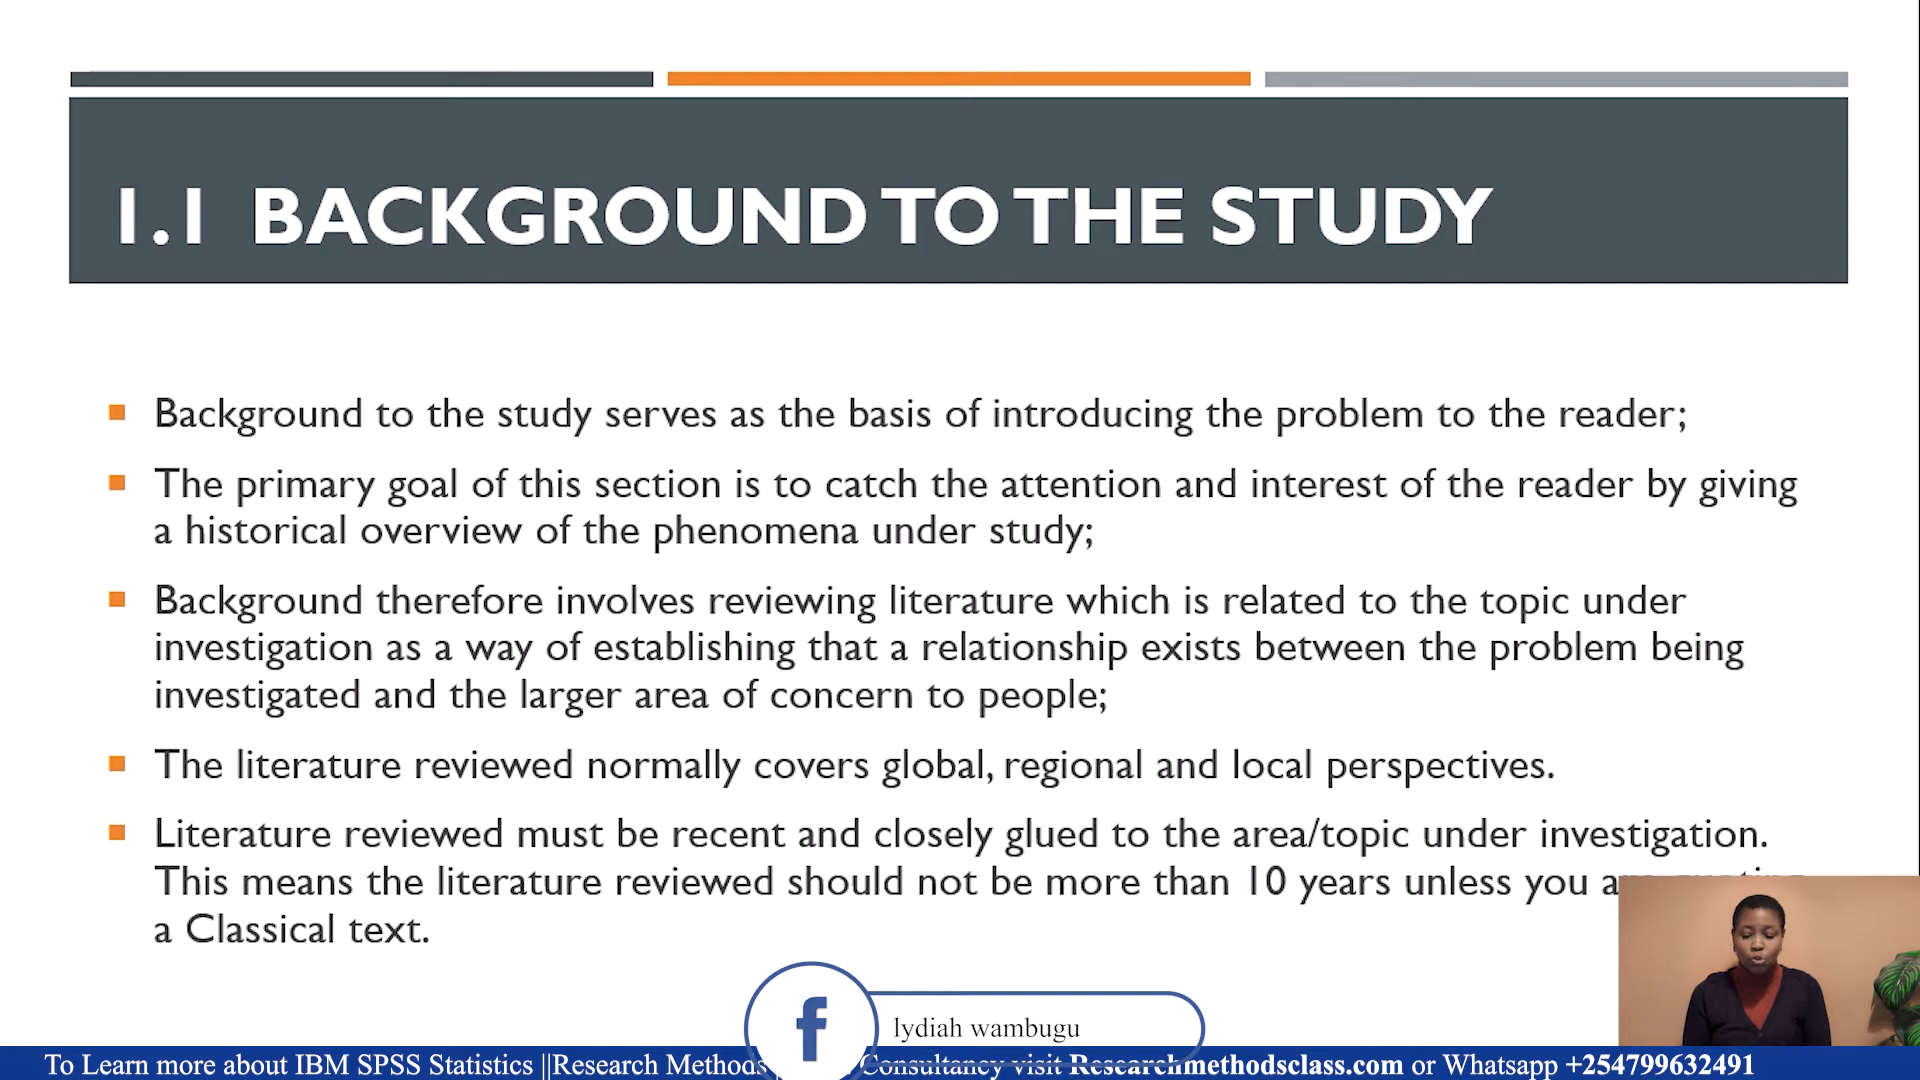 1.1 BACKGROUND TO THE STUDY
Background to the study serves as the basis of introducing the problem to the reader;
The primary goal of this section is to catch the attention and interest of the reader by giving
a historical overview of the phenomena under study;
Background therefore involves reviewing literature which is related to the topic under
investigation as a way of establishing that a relationship exists between the problem being
investigated and the larger area of concern to people;
The literature reviewed normally covers global, regional and local perspectives.
Literature reviewed must be recent and closely glued to the area/topic under investigation.
This means the literature reviewed should not be more than 10 years unless you
a Classical text.
f lydiah wambugu
To Learn more about IBM SPSS Statistics ||Research Methods Consultancy visit Researchmethodsclass.com or Whatsapp +254799632491